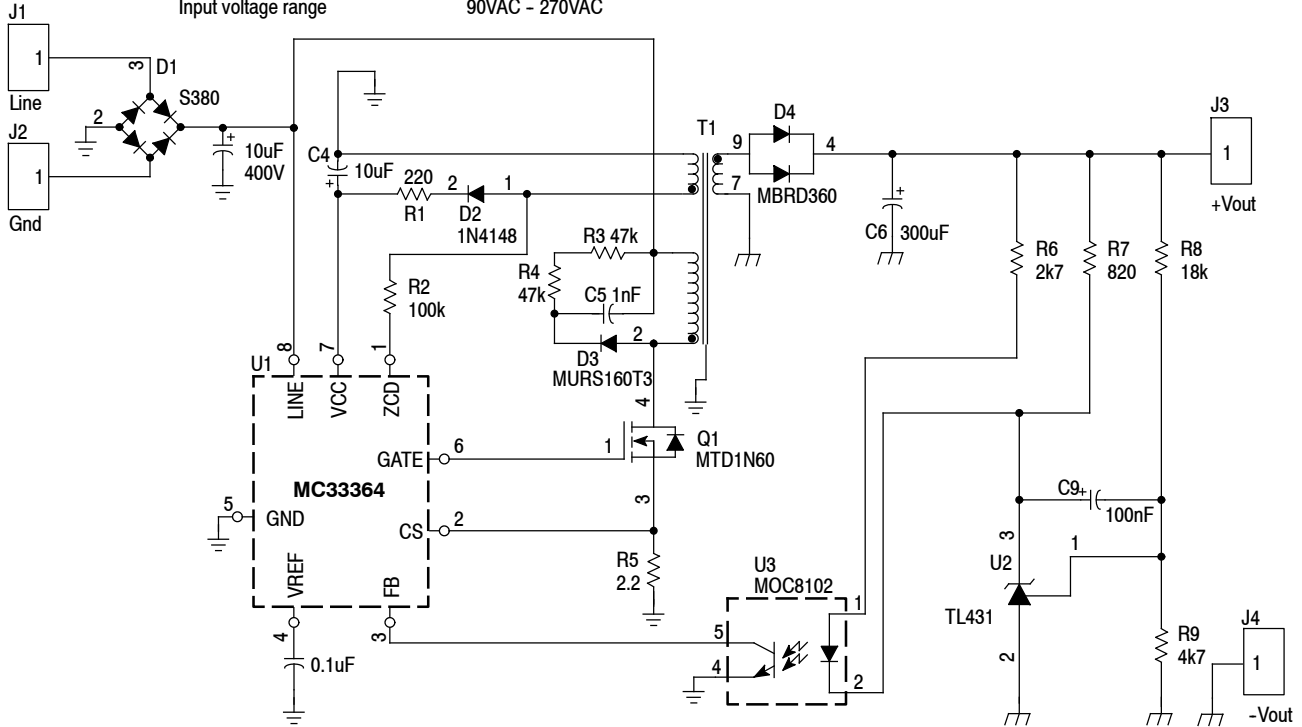 Input voltage range 90VAC - 270VAC
J1
1
Line
3
D1
S380
J2
1
Gnd
2
+
10uF
400V
C4
+
10uF
220
R1
2
D2
1N4148
1
T1
9
7
D4
MBRD360
4
+
C6 300uF
J3
1
+Vout
R2
100k
R3 47k
R4
47k
C5 1nF
D3
MURS160T3
2
R6
2k7
R7
820
R8
18k
U1
8
LINE
7
VCC
1
ZCD
GATE
6
MC33364
5
GND
CS
2
VREF
4
FB
3
0.1uF
4
1
Q1
MTD1N60
3
R5
2.2
U3
MOC8102
5
4
1
2
C9
+
100nF
3
U2
TL431
1
2
R9
4k7
J4
1
-Vout